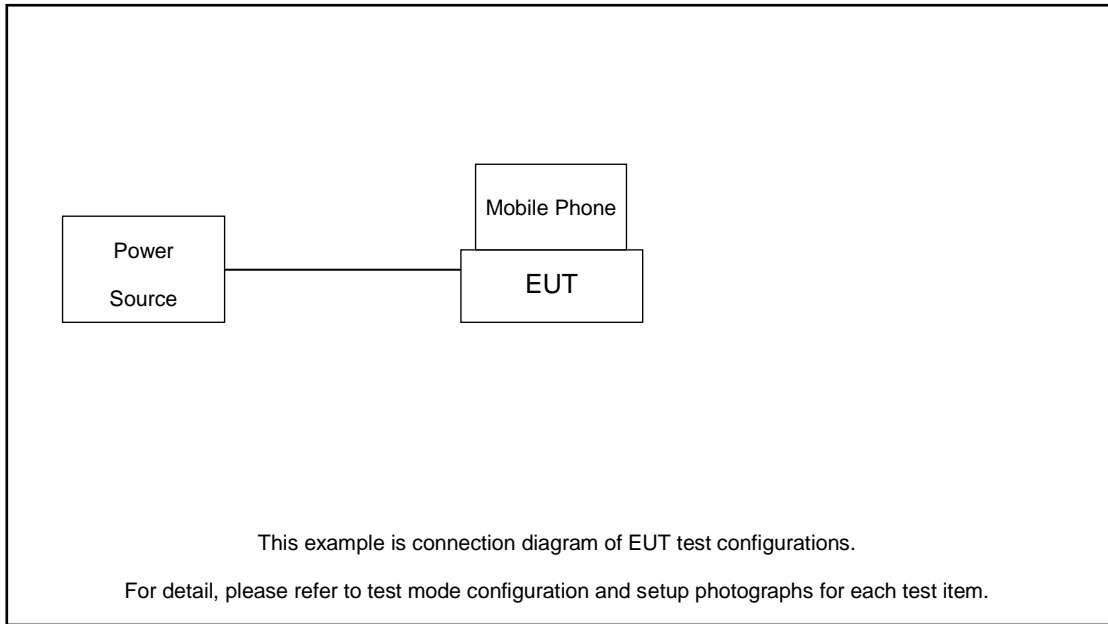 Mobile Phone
Power
Source
EUT
This example is connection diagram of EUT test configurations.
For detail, please refer to test mode configuration and setup photographs for each test item.